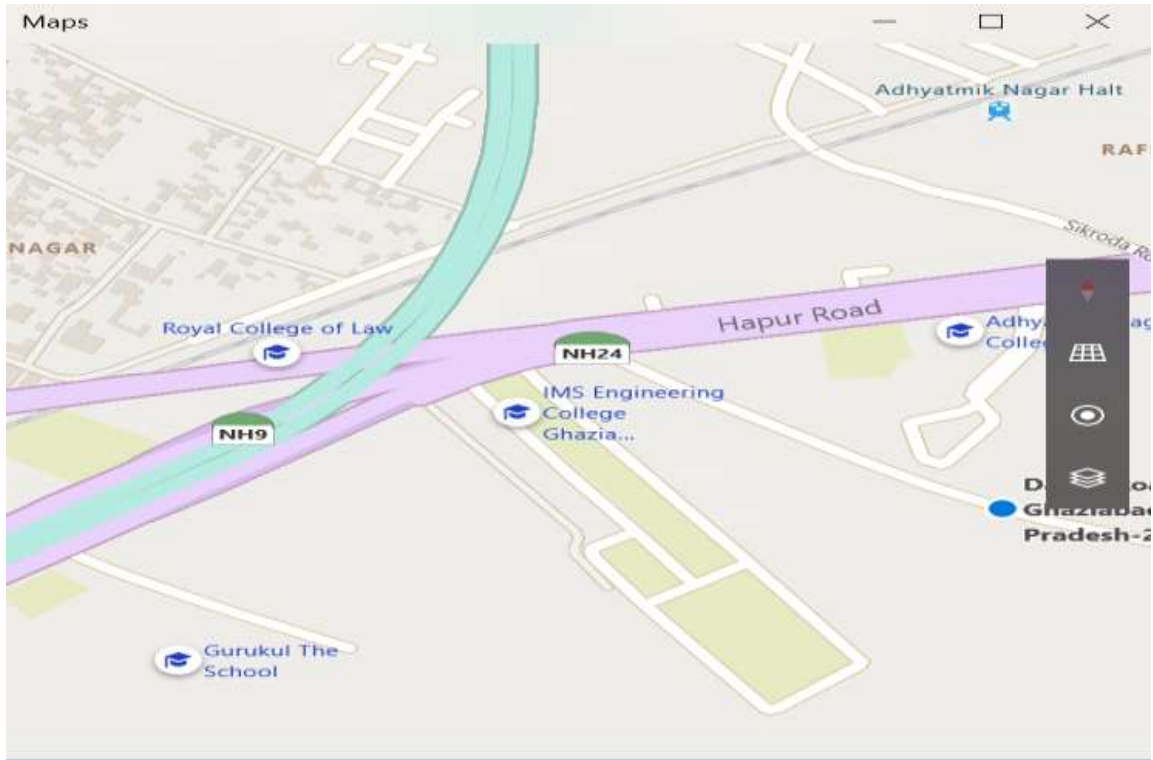 Maps
Adhyatmik Nagar Halt
RAF
Sikroda Ro
NAGAR
Hapur Road
Royal College of Law
NH24
IMS Engineering
College
Ghazia...
NH9
Gurukul The
School
Pradesh-2